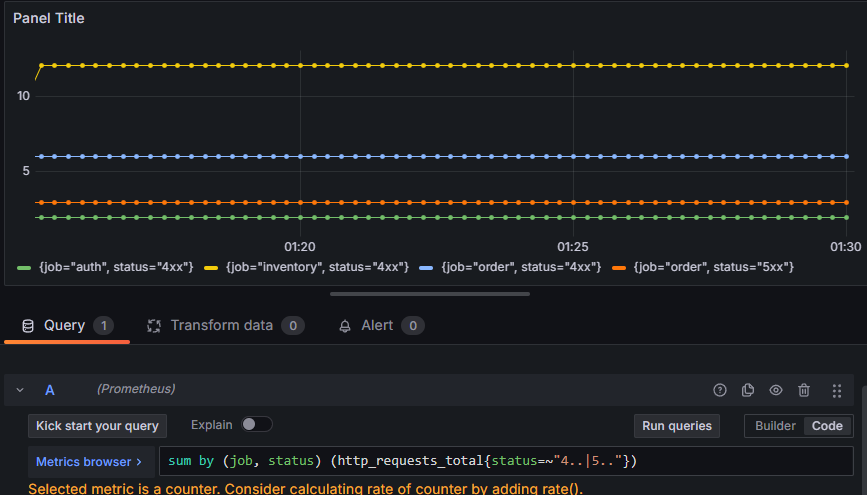 Panel Title
10
5
01:20 01:25 01:30
{job="auth", status="4xx"} {job="inventory", status="4xx"} {job="order", status="4xx"} {job="order", status="5xx"}
Query 1 Transform data 0 Alert 0
A (Prometheus)
Kick start your query Explain Run queries Builder Code
Metrics browser > sum by (job, status) (http_requests_total{status=~"4..|5.."})
Selected metric is a counter. Consider calculating rate of counter by adding rate().